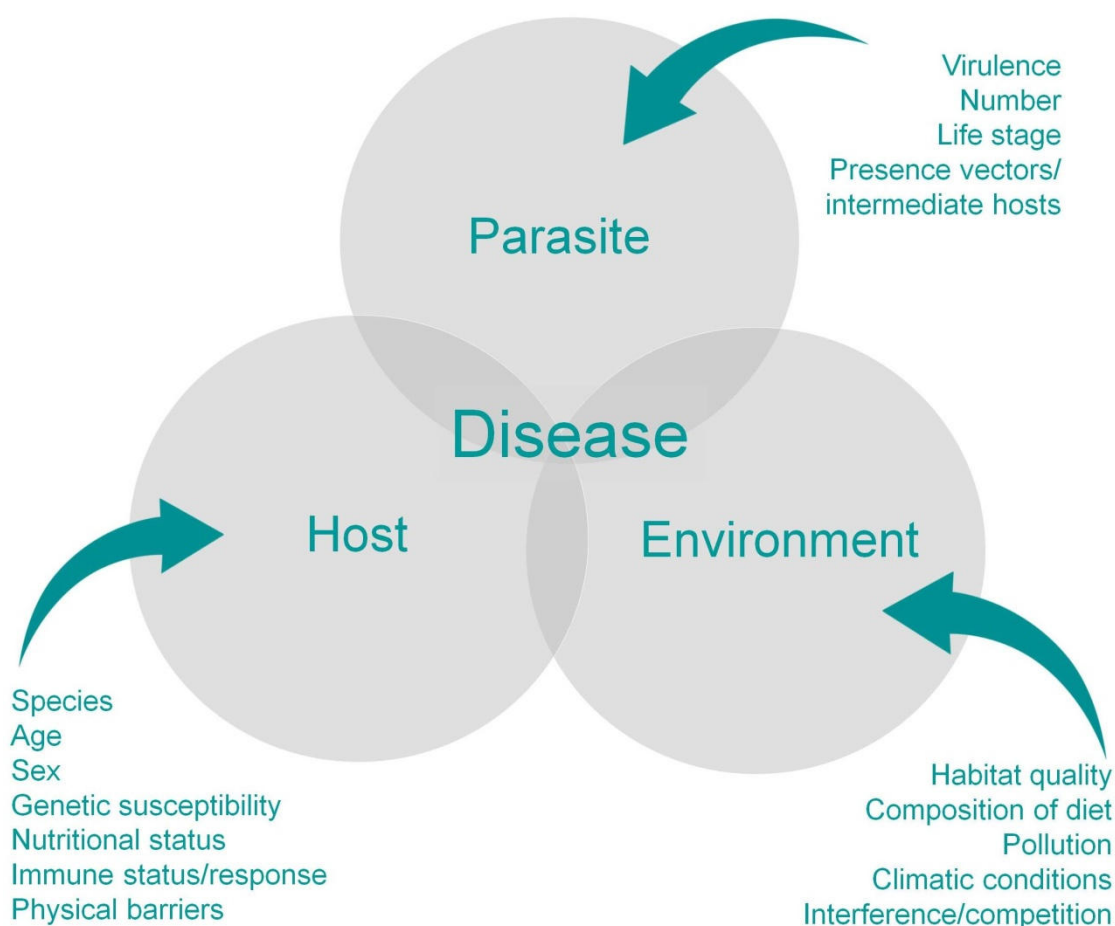 Virulence
Number
Life stage
Presence vectors/
intermediate hosts
Parasite
Disease
Host
Environment
Species
Age
Sex
Genetic susceptibility
Nutritional status
Immune status/response
Physical barriers
Habitat quality
Composition of diet
Pollution
Climatic conditions
Interference/competition